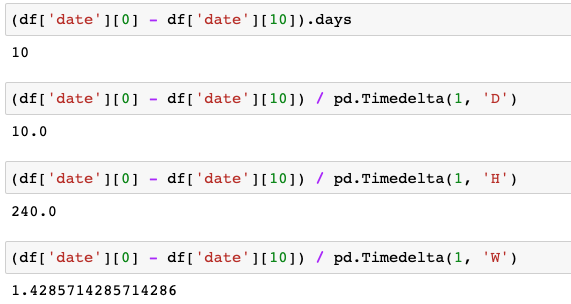 (df['date'][0] - df['date'][10]).days
10
(df['date'][0] - df['date'][10]) / pd.Timedelta(1, 'D')
10.0
(df['date'][0] - df['date'][10]) / pd.Timedelta(1, 'H')
240.0
(df['date'][0] - df['date'][10]) / pd.Timedelta(1, 'W')
1.4285714285714286